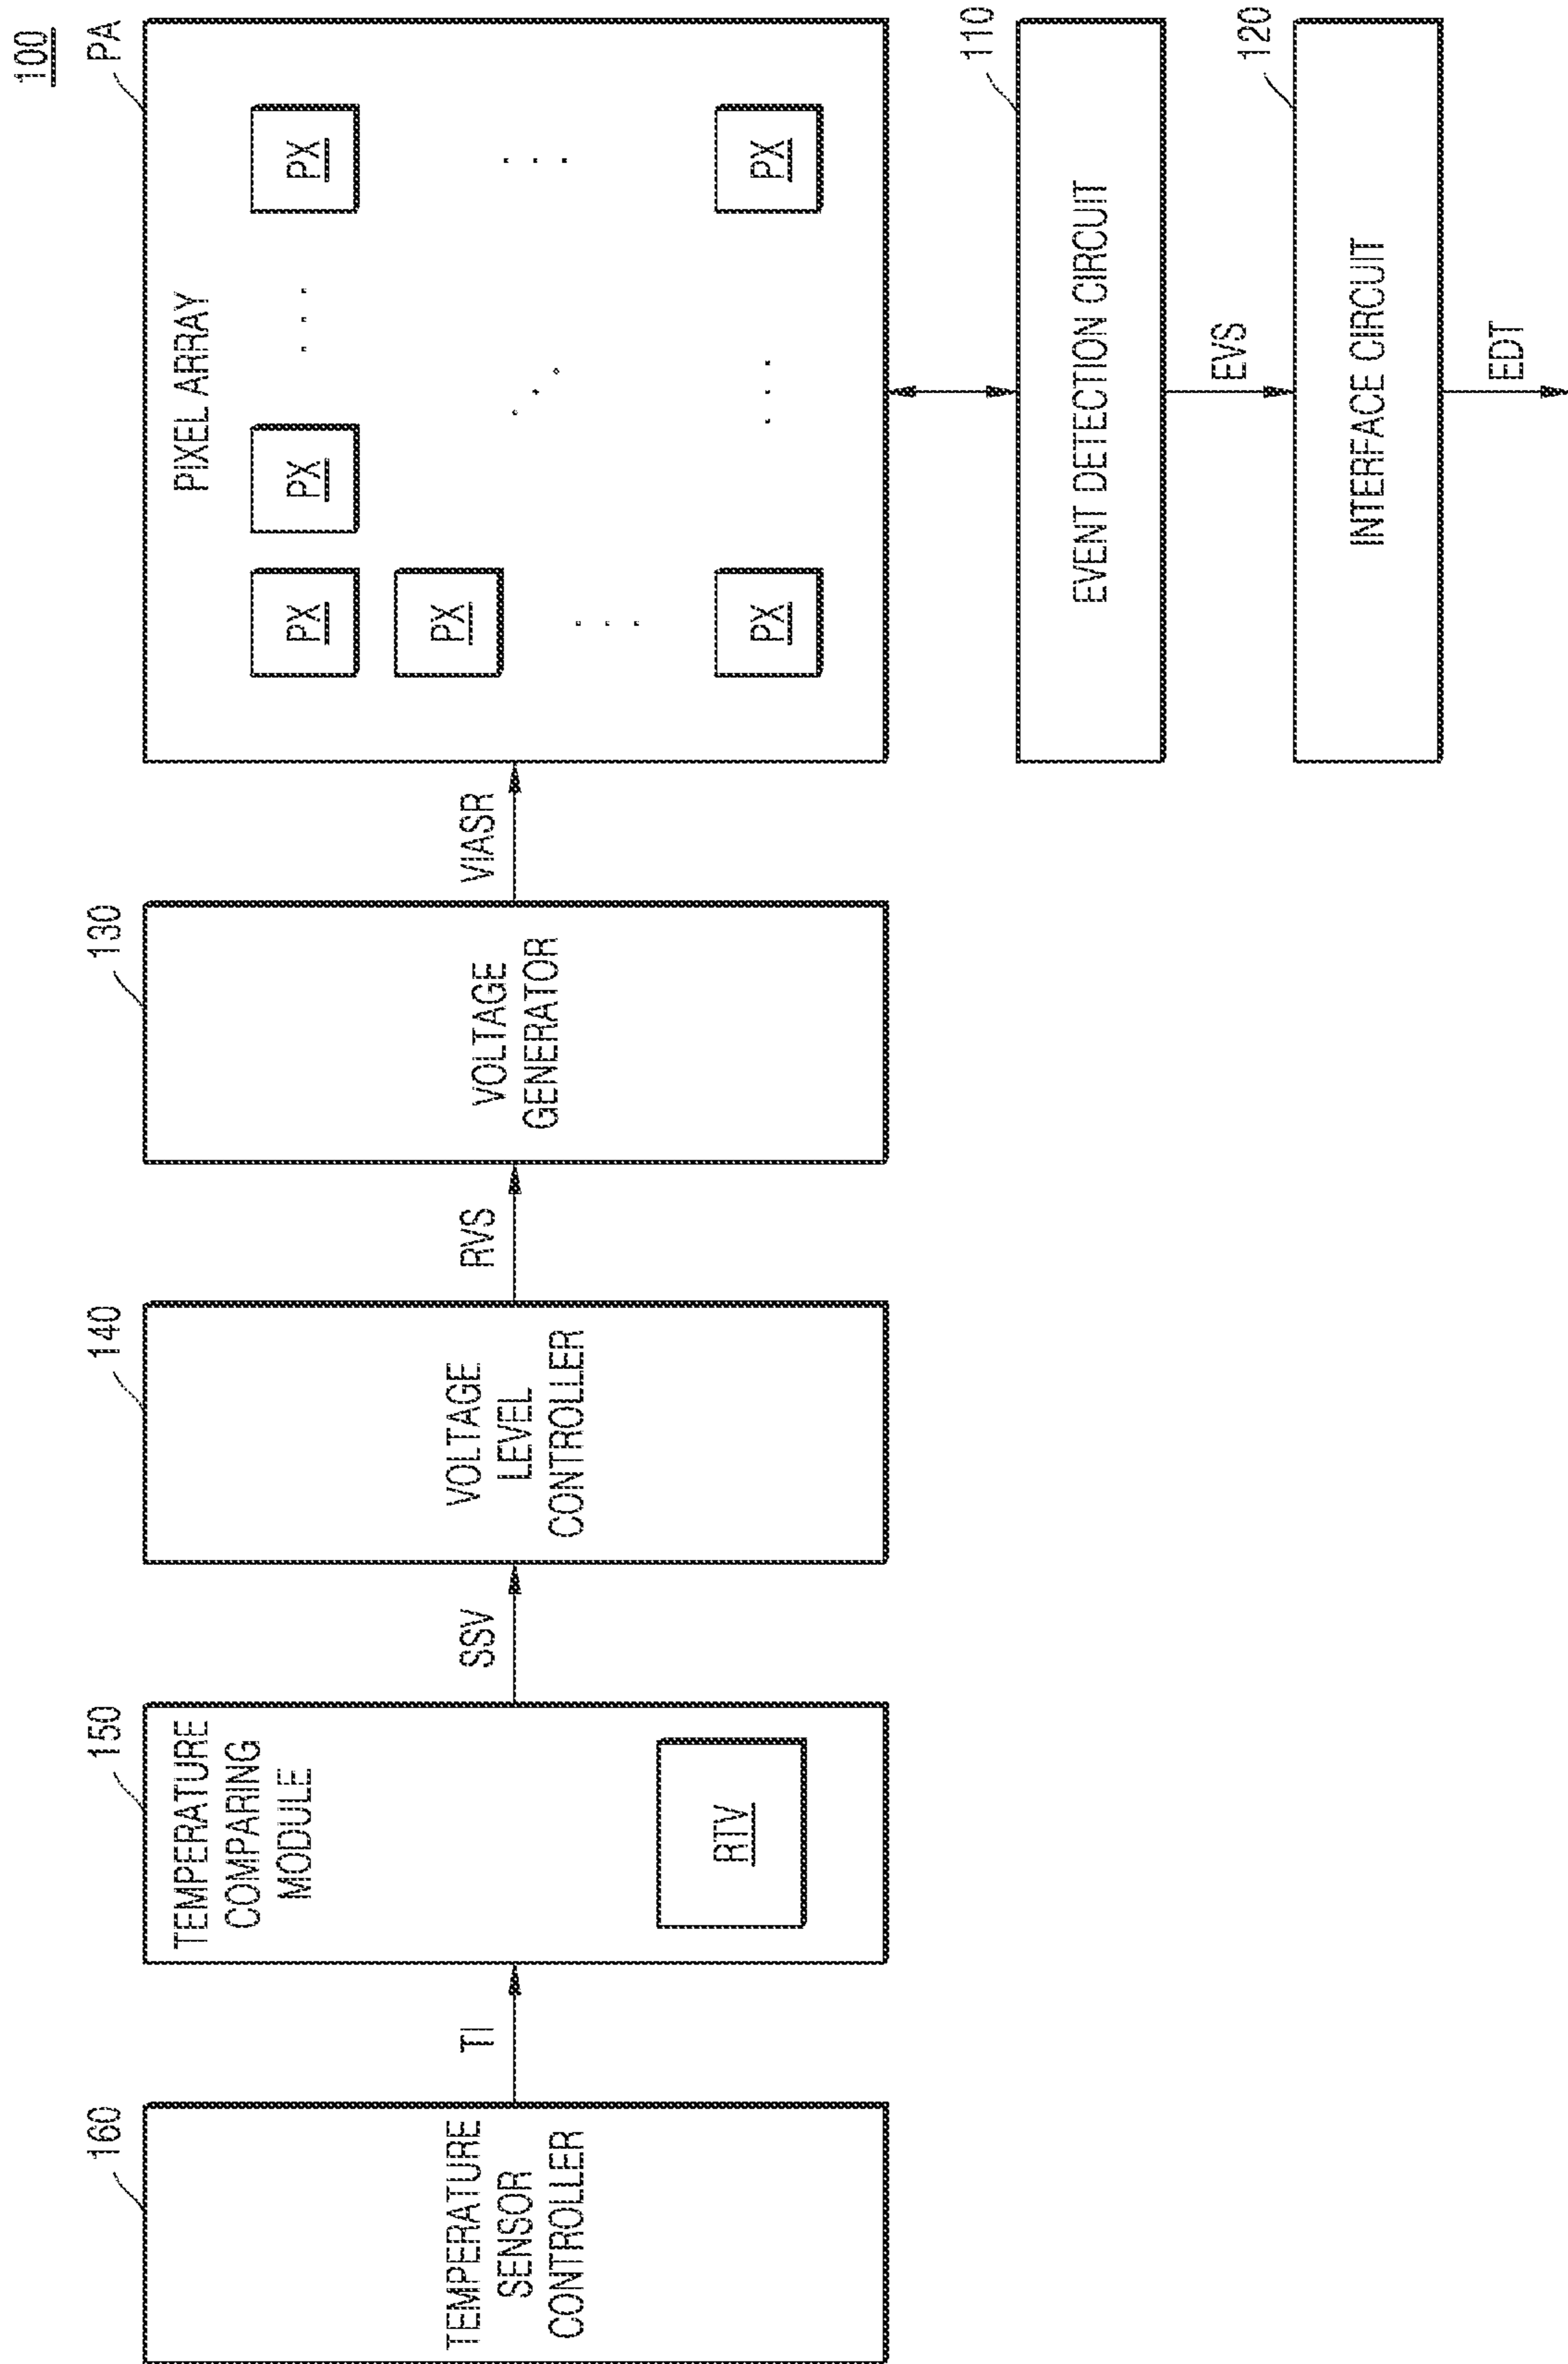 100
160
TEMPERATURE
SENSOR
CONTROLLER
TI
150
TEMPERATURE
COMPARING
MODULE
RTV
SSV
140
VOLTAGE
LEVEL
CONTROLLER
RVS
130
VOLTAGE
GENERATOR
VIASR
PA
PIXEL ARRAY
PX PX ... PX
PX
PX ... PX
110
EVENT DETECTION CIRCUIT
EVS
120
INTERFACE CIRCUIT
EDT